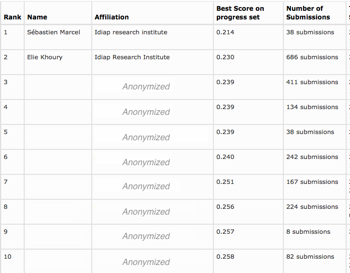 Rank Name Affiliation Best Score on progress set Number of Submissions
1 Sébastien Marcel Idiap research institute 0.214 38 submissions
2 Elie Khoury Idiap Research Institute 0.230 686 submissions
3 Anonymized 0.239 411 submissions
4 Anonymized 0.239 134 submissions
5 Anonymized 0.239 38 submissions
6 Anonymized 0.240 242 submissions
7 Anonymized 0.251 167 submissions
8 Anonymized 0.256 224 submissions
9 Anonymized 0.257 8 submissions
10 Anonymized 0.258 82 submissions